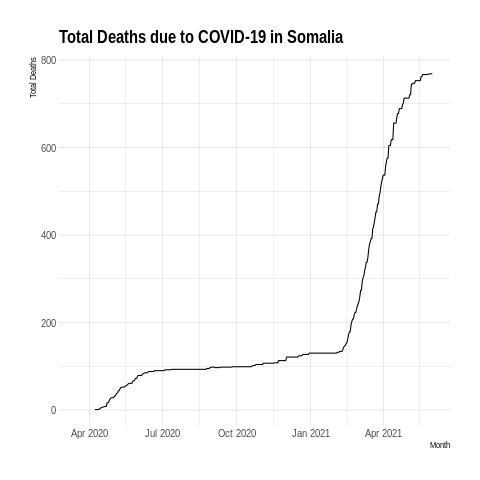 Total Deaths due to COVID-19 in Somalia
Total Deaths
800
600
400
200
0
Apr 2020 Jul 2020 Oct 2020 Jan 2021 Apr 2021
Month